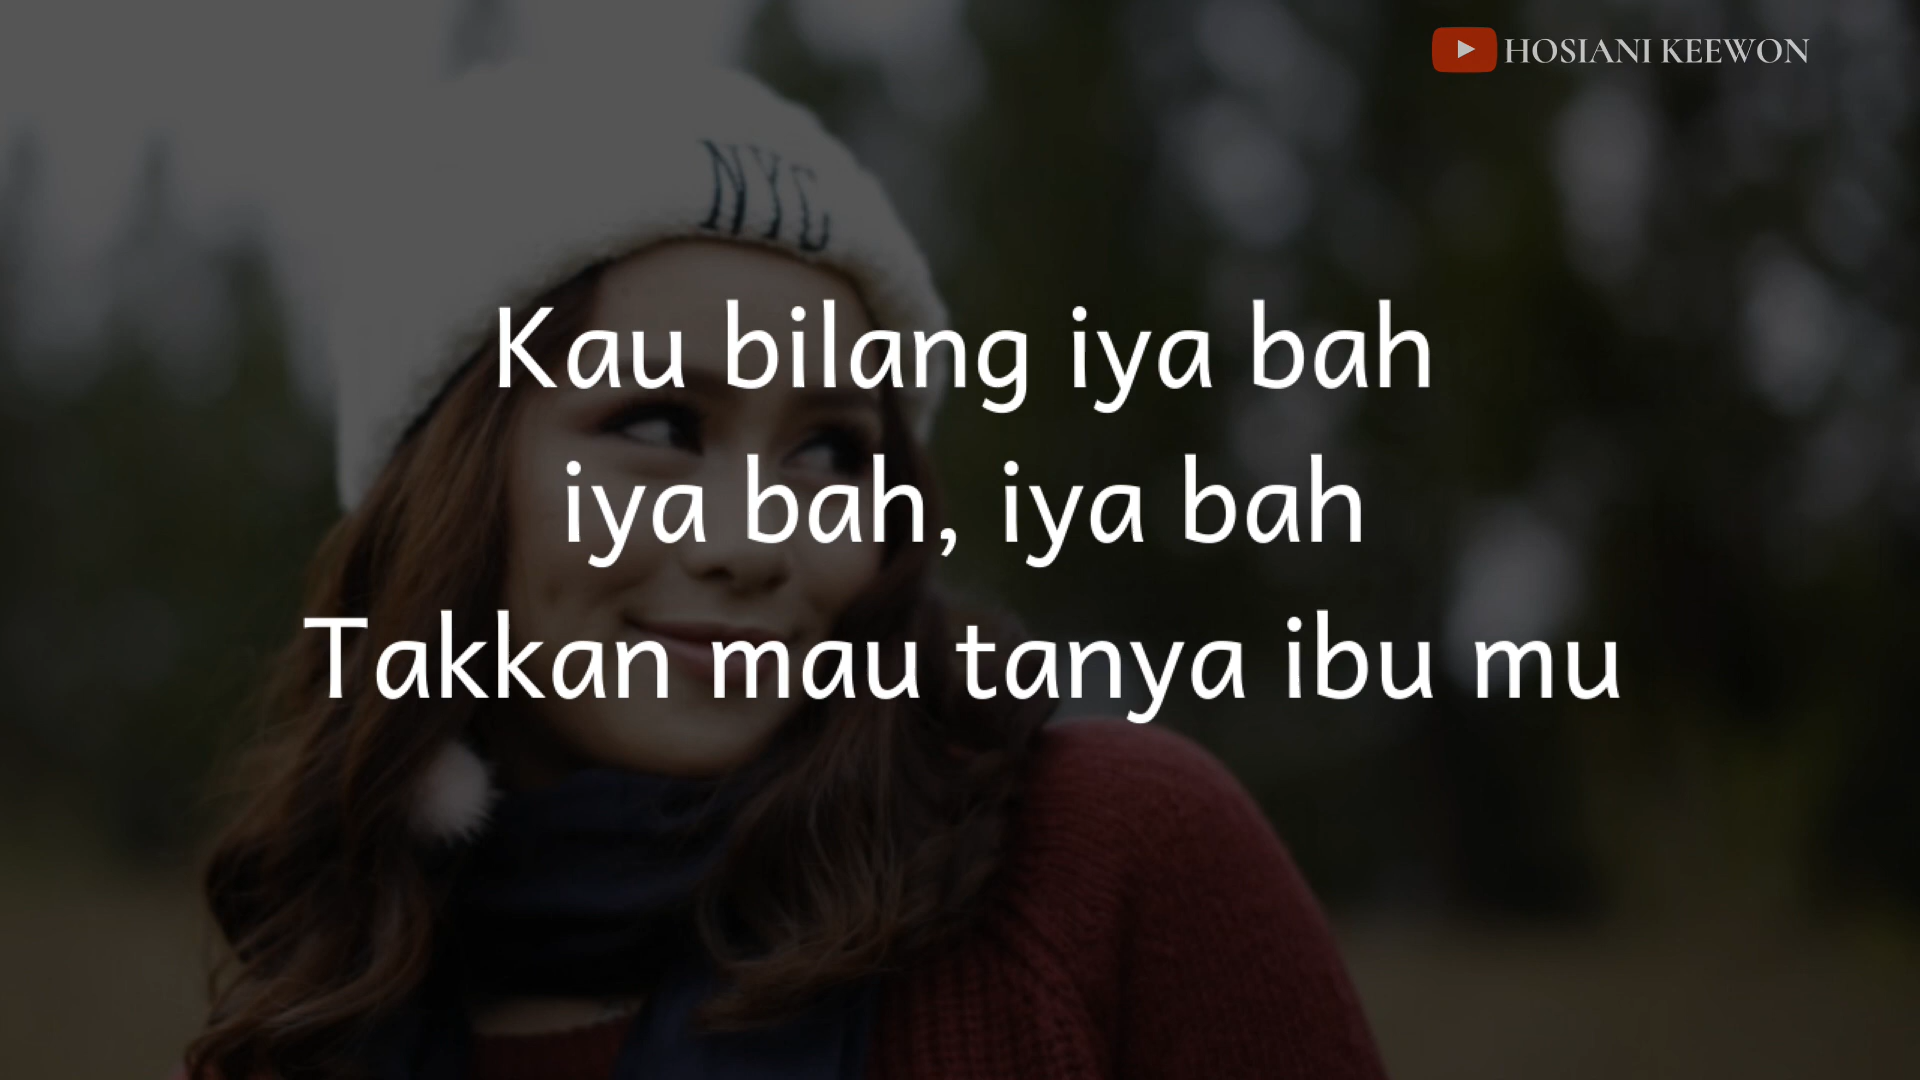 HOSIANI KEEWON
NYC
Kau bilang iya bah
iya bah, iya bah
Takkan mau tanya ibu mu